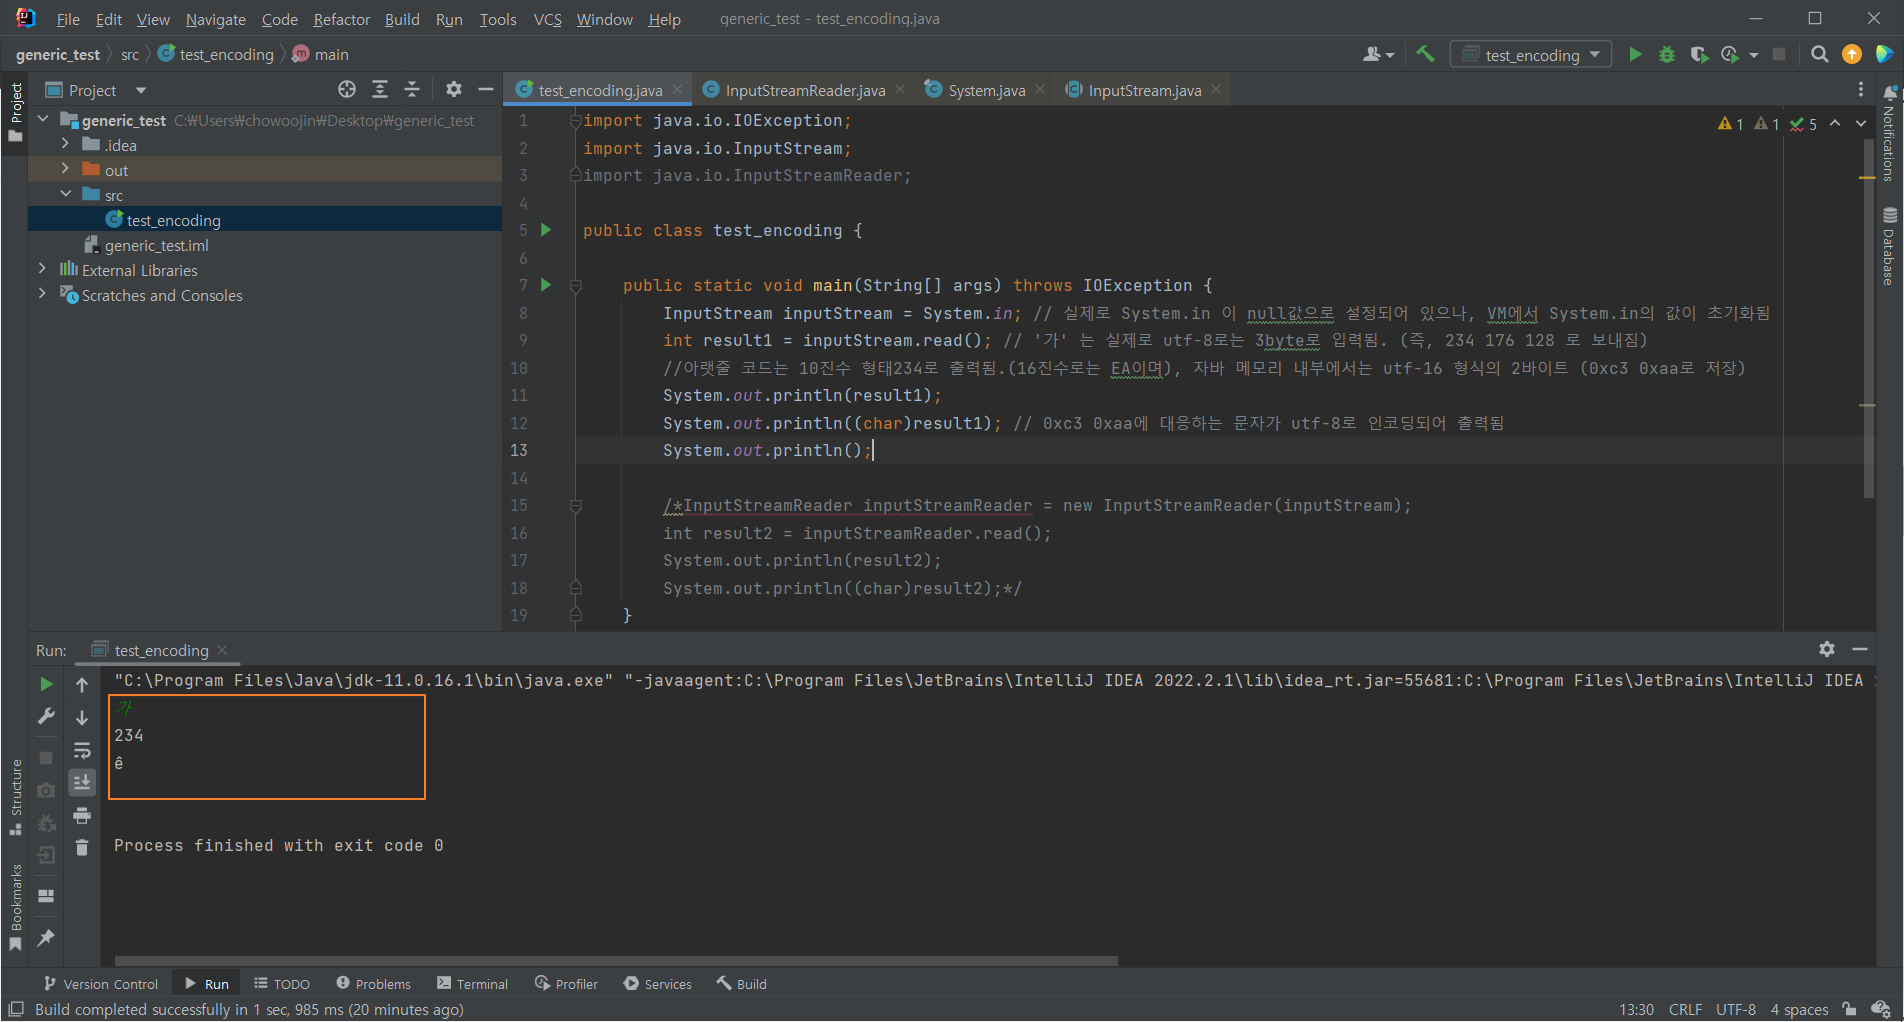 File Edit View Navigate Code Refactor Build Run Tools VCS Window Help generic_test - test_encoding.java
generic_test src test_encoding main
test_encoding
Project
Project
generic_test C:₩Users₩chowoojin₩Desktop₩generic_test
.idea
out
src
test_encoding
generic_test.iml
External Libraries
Scratches and Consoles
test_encoding.java InputStreamReader.java System.java InputStream.java
1 1 5
1 import java.io.IOException;
2 import java.io.InputStream;
3 import java.io.InputStreamReader;
4
5 public class test_encoding {
6
7 public static void main(String[] args) throws IOException {
8 InputStream inputStream = System.in; // 실제로 System.in 이 null값으로 설정되어 있으나, VM에서 System.in의 값이 초기화됨
9 int result1 = inputStream.read(); // '가' 는 실제로 utf-8로는 3byte로 입력됨. (즉, 234 176 128 로 보내짐)
10 //아랫줄 코드는 10진수 형태234로 출력됨.(16진수로는 EA이며), 자바 메모리 내부에서는 utf-16 형식의 2바이트 (0xc3 0xaa로 저장)
11 System.out.println(result1);
12 System.out.println((char)result1); // 0xc3 0xaa에 대응하는 문자가 utf-8로 인코딩되어 출력됨
13 System.out.println();
14
15 /*InputStreamReader inputStreamReader = new InputStreamReader(inputStream);
16 int result2 = inputStreamReader.read();
17 System.out.println(result2);
18 System.out.println((char)result2);*/
19 }
Notifications
Database
Run: test_encoding
"C:\Program Files\Java\jdk-11.0.16.1\bin\java.exe" "-javaagent:C:\Program Files\JetBrains\IntelliJ IDEA 2022.2.1\lib\idea_rt.jar=55681:C:\Program Files\JetBrains\IntelliJ IDEA
가
234
ê
Process finished with exit code 0
Structure
Bookmarks
Version Control Run TODO Problems Terminal Profiler Services Build
Build completed successfully in 1 sec, 985 ms (20 minutes ago) 13:30 CRLF UTF-8 4 spaces